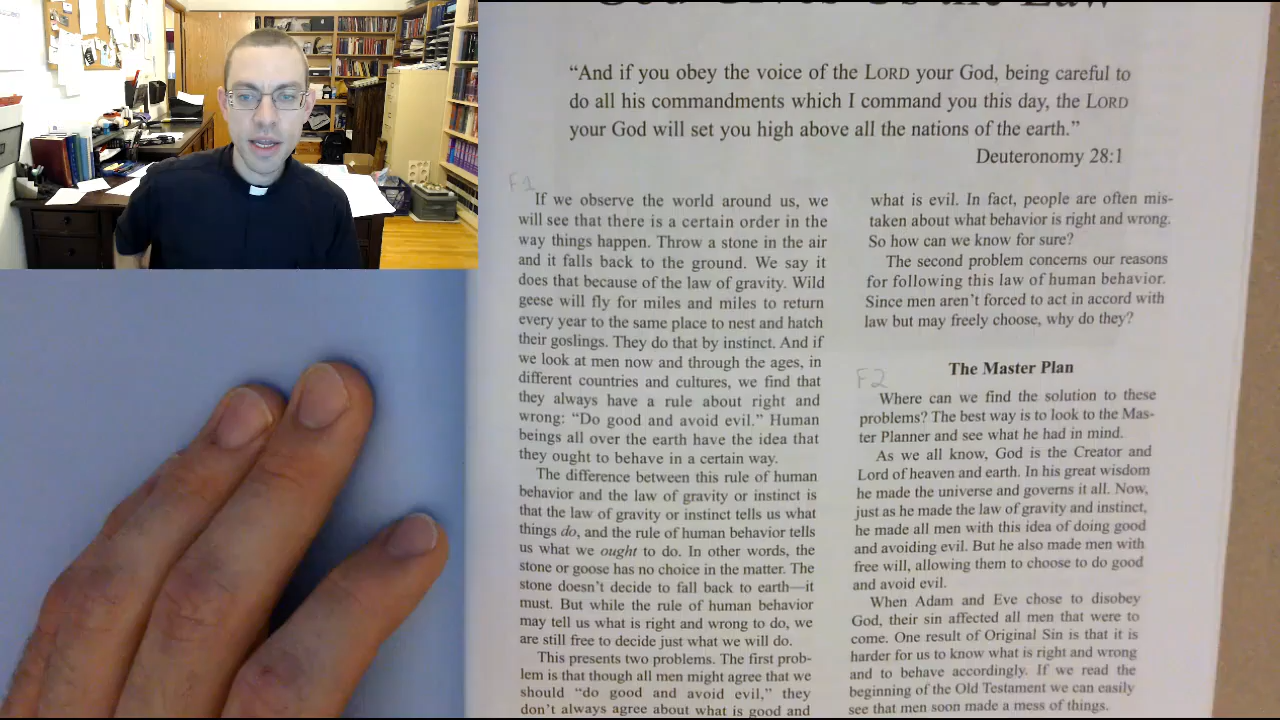 God Gives Us the Law
“And if you obey the voice of the LORD your God, being careful to
do all his commandments which I command you this day, the LORD
your God will set you high above all the nations of the earth.”
Deuteronomy 28:1
F1
If we observe the world around us, we
will see that there is a certain order in the
way things happen. Throw a stone in the air
and it falls back to the ground. We say it
does that because of the law of gravity. Wild
geese will fly for miles and miles to return
every year to the same place to nest and hatch
their goslings. They do that by instinct. And if
we look at men now and through the ages, in
different countries and cultures, we find that
they always have a rule about right and
wrong: “Do good and avoid evil.” Human
beings all over the earth have the idea that
they ought to behave in a certain way.
The difference between this rule of human
behavior and the law of gravity or instinct is
that the law of gravity or instinct tells us what
things do, and the rule of human behavior tells
us what we ought to do. In other words, the
stone or goose has no choice in the matter. The
stone doesn’t decide to fall back to earth—it
must. But while the rule of human behavior
may tell us what is right and wrong to do, we
are still free to decide just what we will do.
This presents two problems. The first prob-
lem is that though all men might agree that we
should “do good and avoid evil,” they
don’t always agree about what is good and
what is evil. In fact, people are often mis-
taken about what behavior is right and wrong.
So how can we know for sure?
The second problem concerns our reasons
for following this law of human behavior.
Since men aren’t forced to act in accord with
law but may freely choose, why do they?
F2
The Master Plan
Where can we find the solution to these
problems? The best way is to look to the Mas-
ter Planner and see what he had in mind.
As we all know, God is the Creator and
Lord of heaven and earth. In his great wisdom
he made the universe and governs it all. Now,
just as he made the law of gravity and instinct,
he made all men with this idea of doing good
and avoiding evil. But he also made men with
free will, allowing them to choose to do good
and avoid evil.
When Adam and Eve chose to disobey
God, their sin affected all men that were to
come. One result of Original Sin is that it is
harder for us to know what is right and wrong
and to behave accordingly. If we read the
beginning of the Old Testament we can easily
see that men soon made a mess of things.